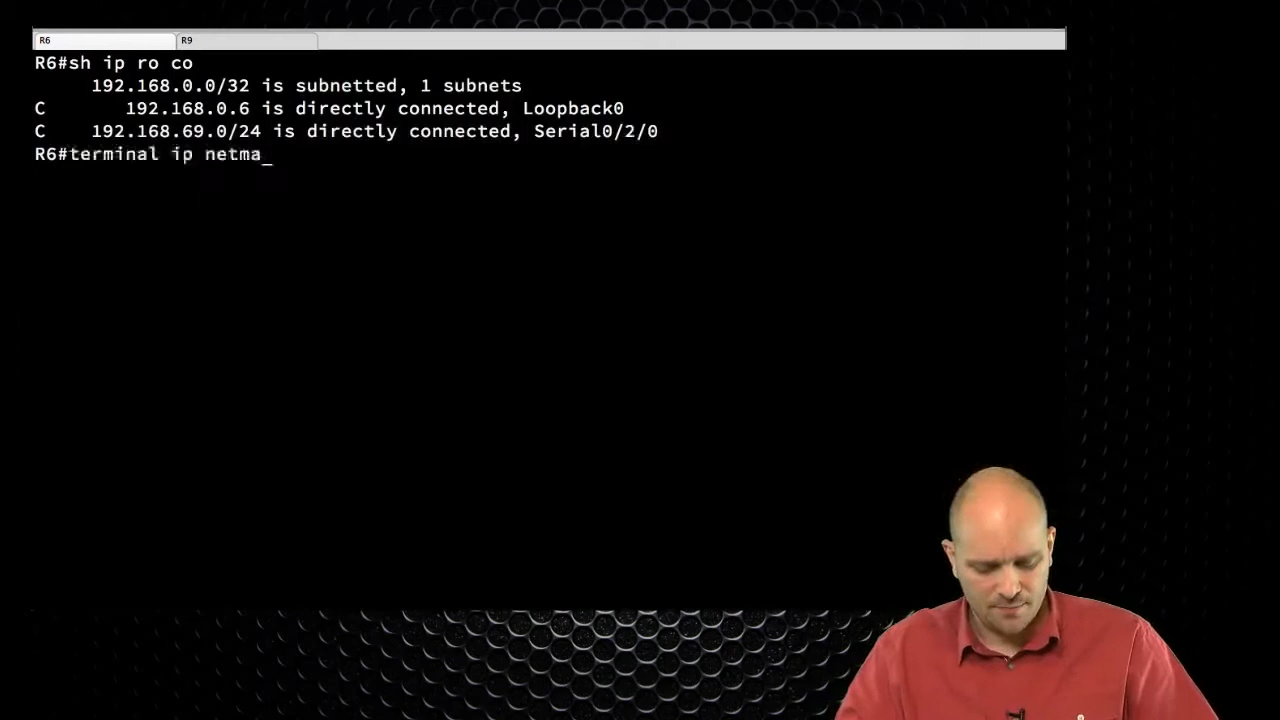 R6 R9
R6#sh ip ro co
192.168.0.0/32 is subnetted, 1 subnets
C 192.168.0.6 is directly connected, Loopback0
C 192.168.69.0/24 is directly connected, Serial0/2/0
R6#terminal ip netma_